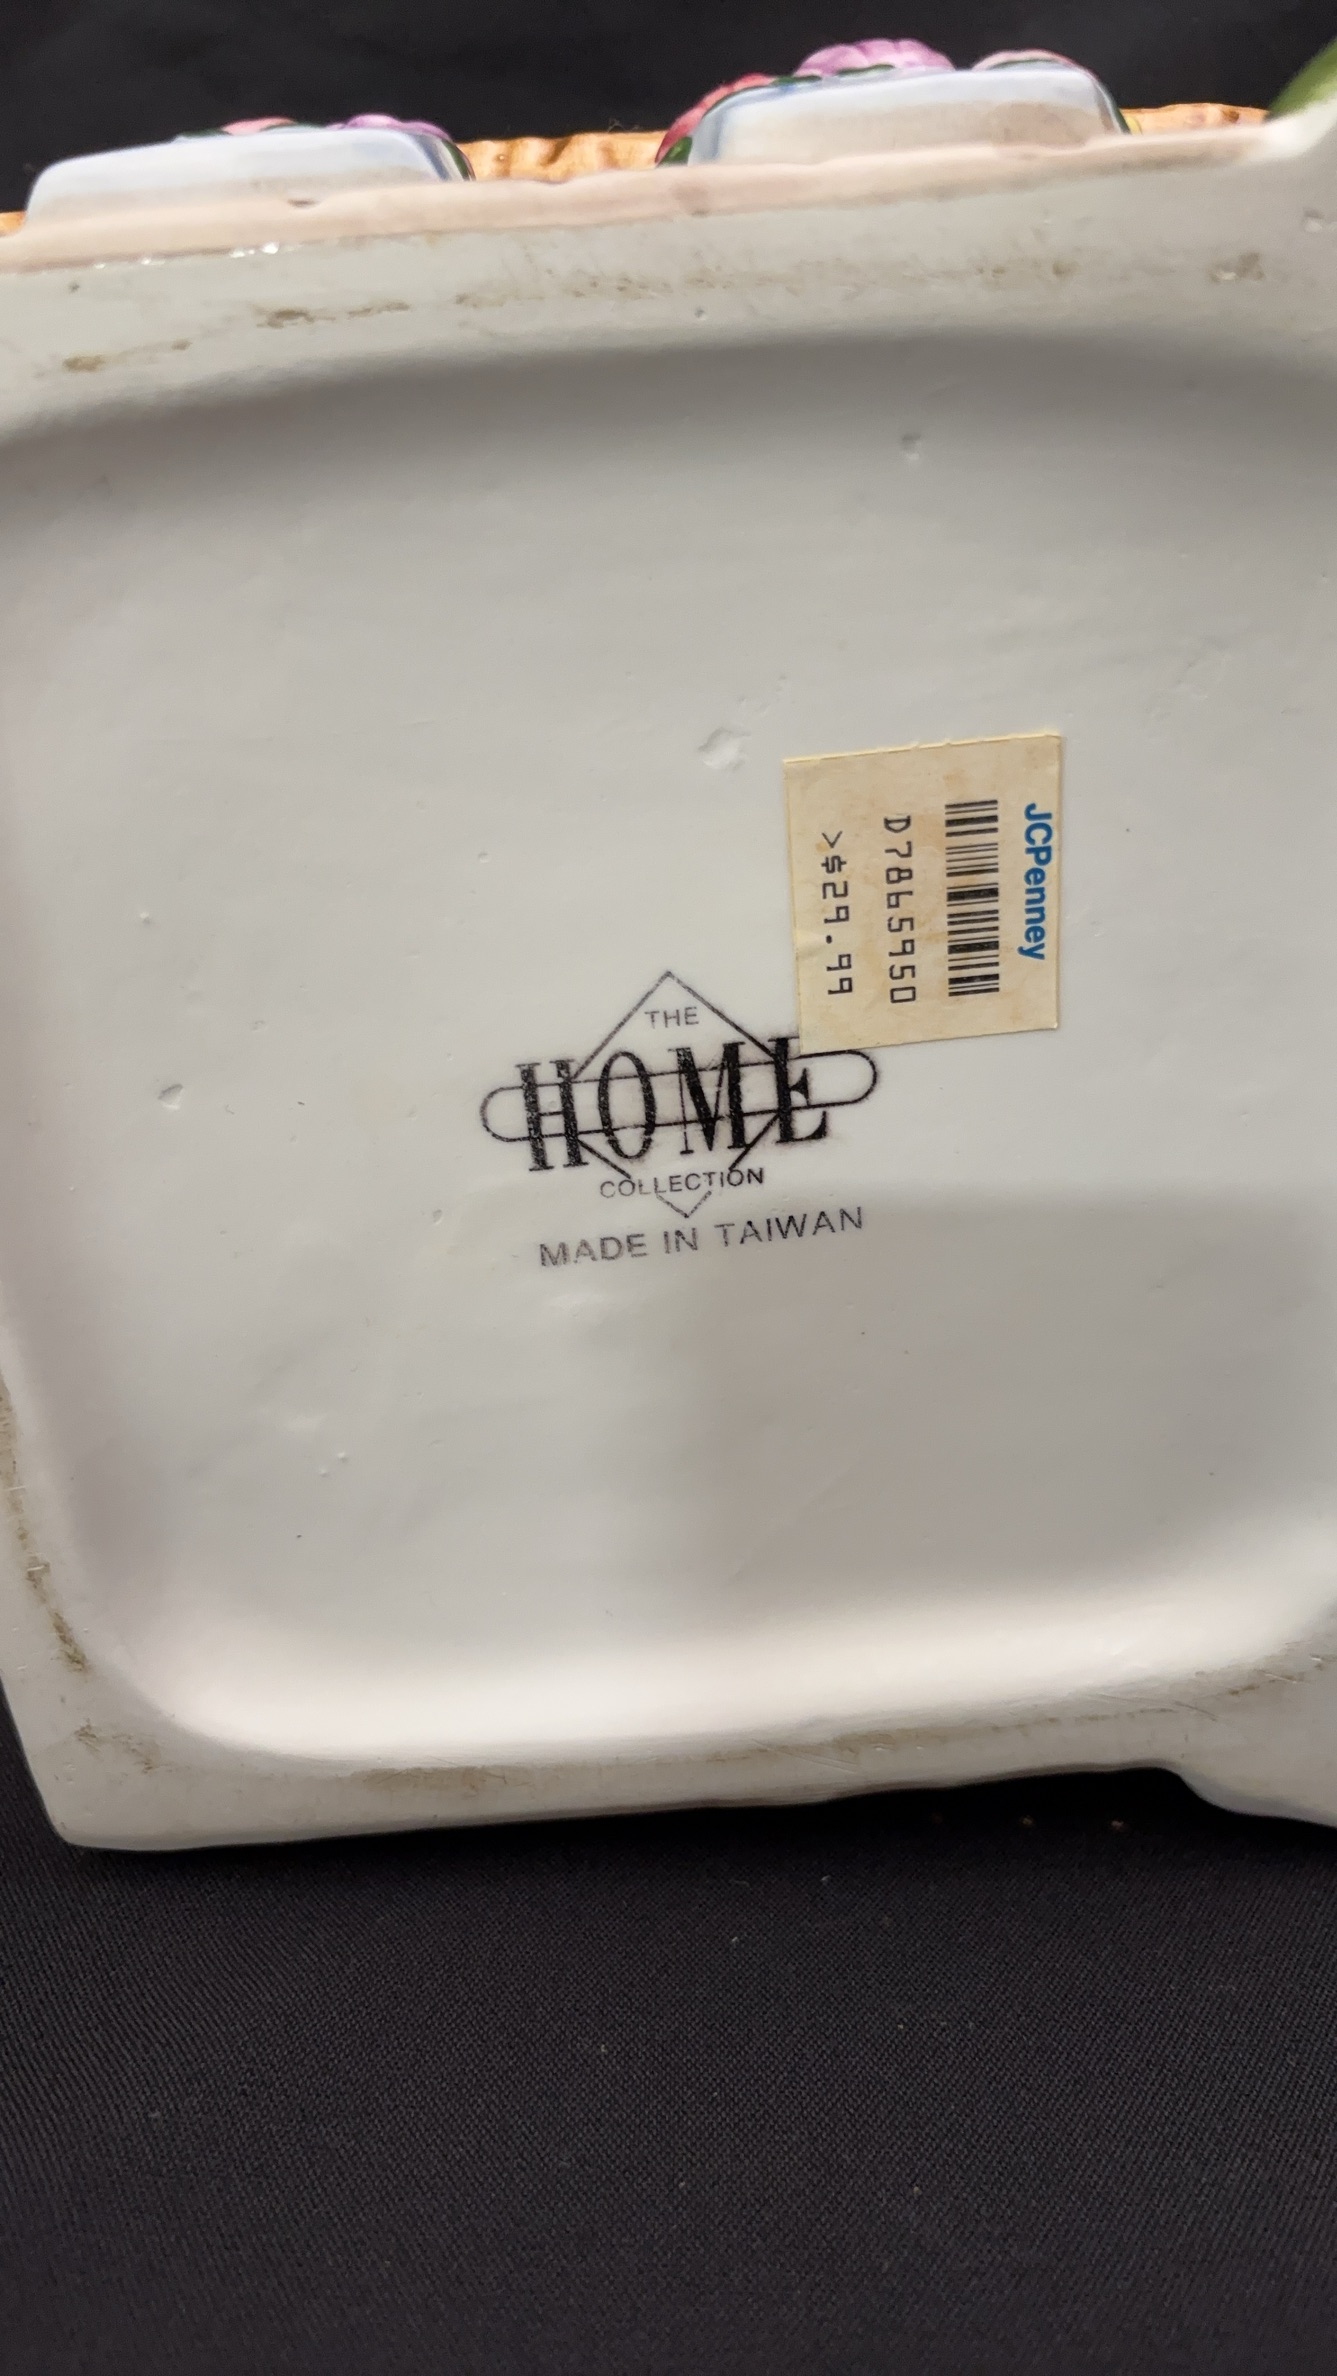 JCPenney
D7865950
>$29.99
THE
HOME
COLLECTION
MADE IN TAIWAN